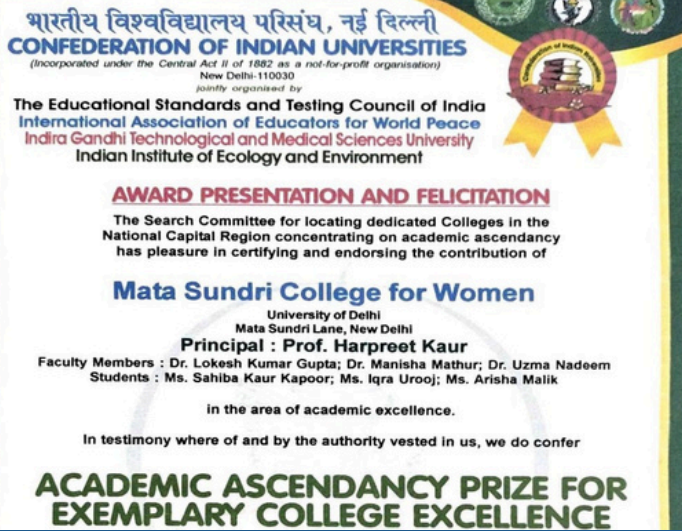 भारतीय विश्वविद्यालय परिसंघ, नई दिल्ली
CONFEDERATION OF INDIAN UNIVERSITIES
(Incorporated under the Central Act II of 1882 as a not-for-profit organisation)
New Delhi-110030
jointly organised by
The Educational Standards and Testing Council of India
International Association of Educators for World Peace
Indira Gandhi Technological and Medical Sciences University
Indian Institute of Ecology and Environment
Confederation of Indian Universities
AWARD PRESENTATION AND FELICITATION
The Search Committee for locating dedicated Colleges in the
National Capital Region concentrating on academic ascendancy
has pleasure in certifying and endorsing the contribution of
Mata Sundri College for Women
University of Delhi
Mata Sundri Lane, New Delhi
Principal : Prof. Harpreet Kaur
Faculty Members : Dr. Lokesh Kumar Gupta; Dr. Manisha Mathur; Dr. Uzma Nadeem
Students : Ms. Sahiba Kaur Kapoor; Ms. Iqra Urooj; Ms. Arisha Malik
in the area of academic excellence.
In testimony where of and by the authority vested in us, we do confer
ACADEMIC ASCENDANCY PRIZE FOR
EXEMPLARY COLLEGE EXCELLENCE